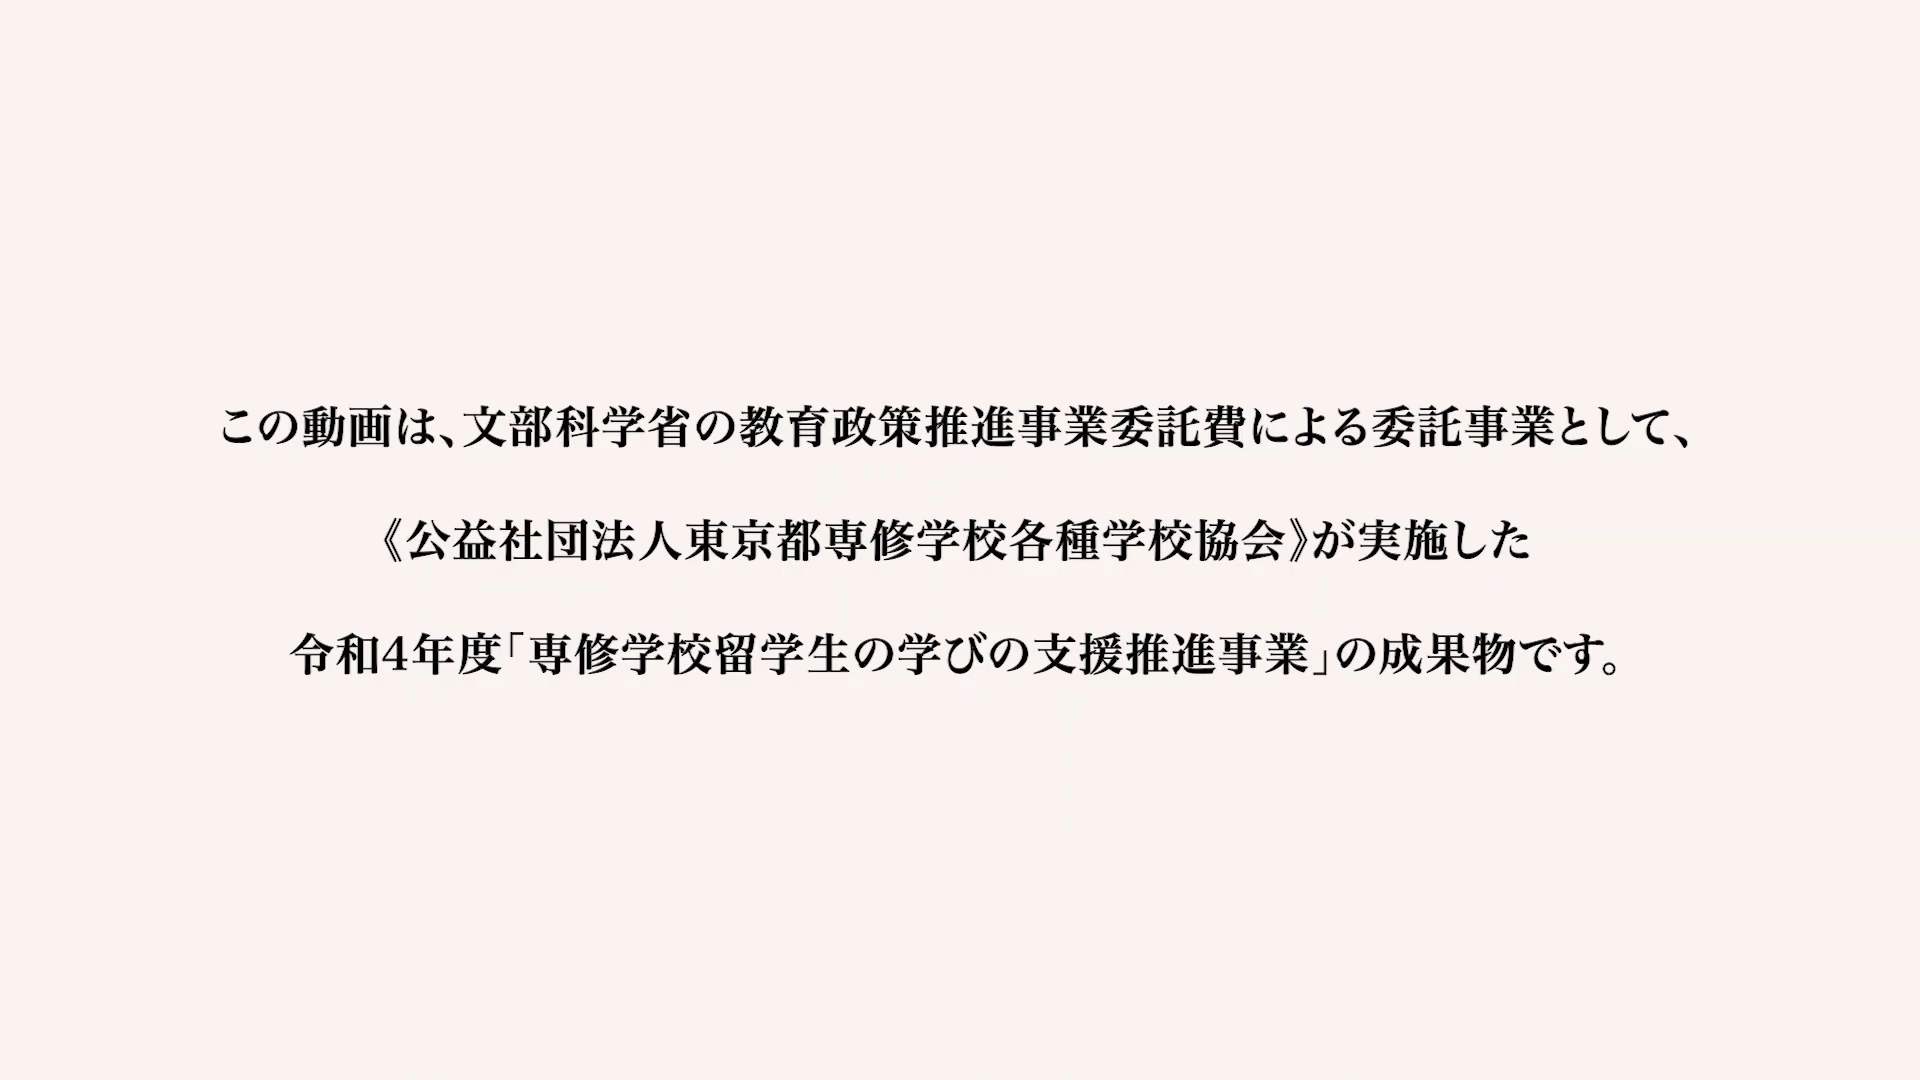 この動画は、文部科学省の教育政策推進事業委託費による委託事業として、
《公益社団法人東京都専修学校各種学校協会》が実施した
令和4年度「専修学校留学生の学びの支援推進事業」の成果物です。